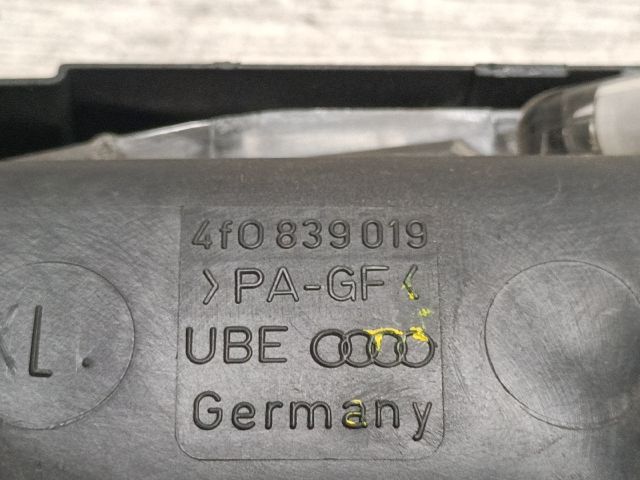 4f0 839 019
>PA-GF<
UBE
Germany
L.